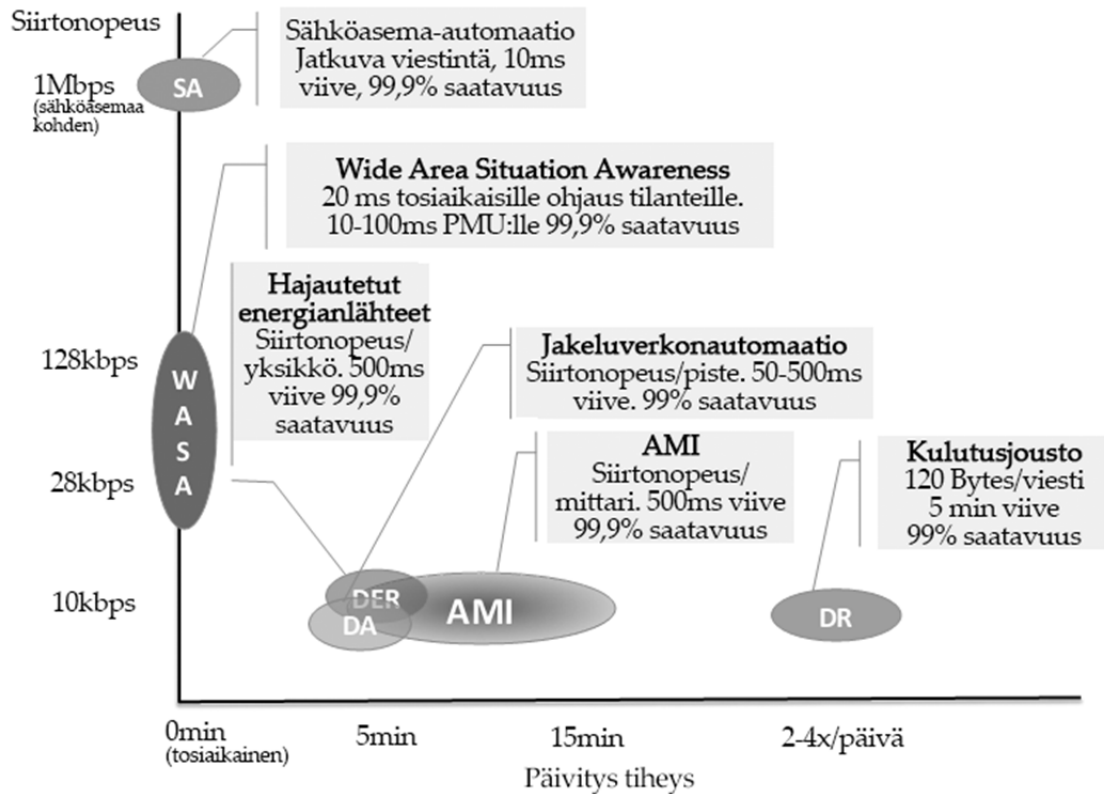 Siirtonopeus
1Mbps
(sähköasemaa
kohden)
SA
Sähköasema-automaatio
Jatkuva viestintä, 10ms
viive, 99,9% saatavuus
Wide Area Situation Awareness
20 ms tosiaikaisille ohjaus tilanteille.
10-100ms PMU:lle 99,9% saatavuus
Hajautetut
energianlähteet
Siirtonopeus/
yksikkö. 500ms
viive 99,9%
saatavuus
Jakeluverkonautomaatio
Siirtonopeus/piste. 50-500ms
viive. 99% saatavuus
AMI
Siirtonopeus/
mittari. 500ms viive
99,9% saatavuus
Kulutusjousto
120 Bytes/viesti
5 min viive
99% saatavuus
128kbps
28kbps
10kbps
W
A
S
A
DER
DA
AMI
DR
0min
(tosiaikainen)
5min
15min
2-4x/päivä
Päivitys tiheys